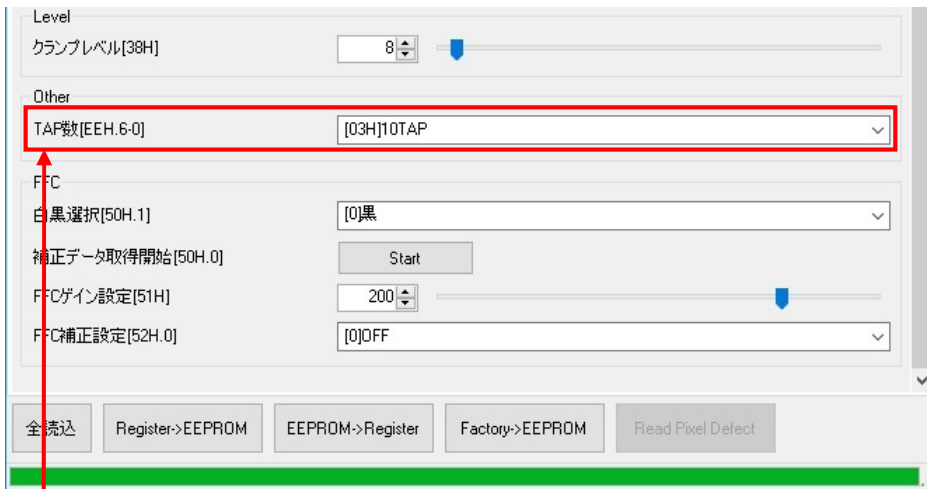 Level
クランプレベル[38H] 8
Other
TAP数[EEH.6-0] [03H]10TAP
FFC
白黒選択[50H.1] [0]黒
補正データ取得開始[50H.0] Start
FFCゲイン設定[51H] 200
FFC補正設定[52H.0] [0]OFF
全読込 Register->EEPROM EEPROM->Register Factory->EEPROM Read Pixel Defect